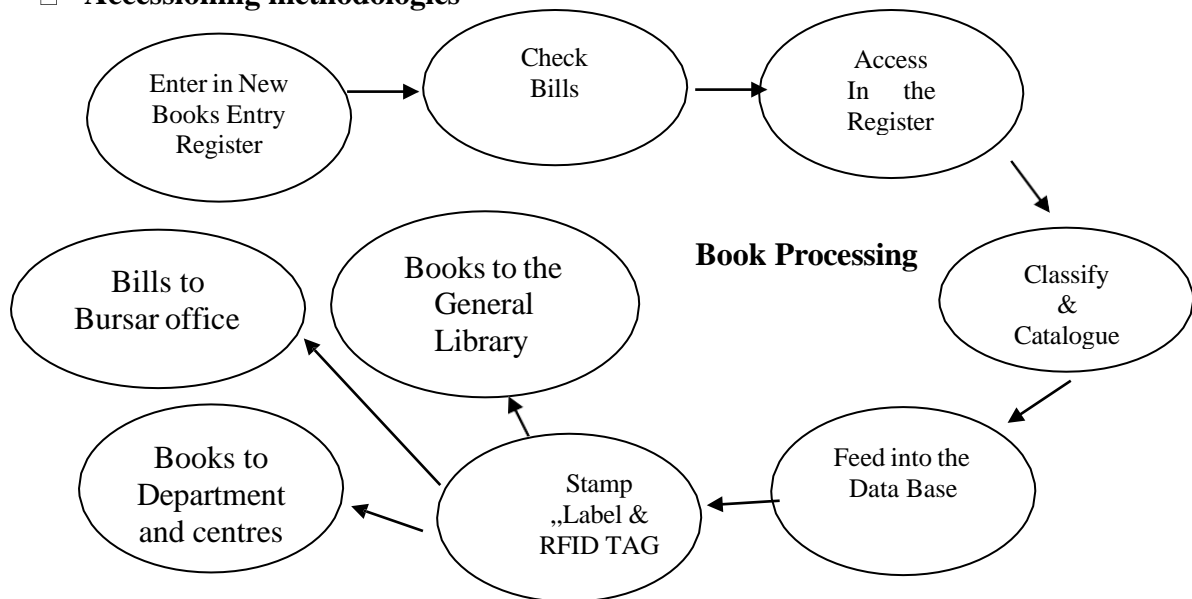 Accessioning methodologies
Enter in New
Books Entry
Register
Check
Bills
Access
In the
Register
Book Processing
Classify
&
Catalogue
Feed into the
Data Base
Stamp
„Label &
RFID TAG
Books to the
General
Library
Bills to
Bursar office
Books to
Department
and centres